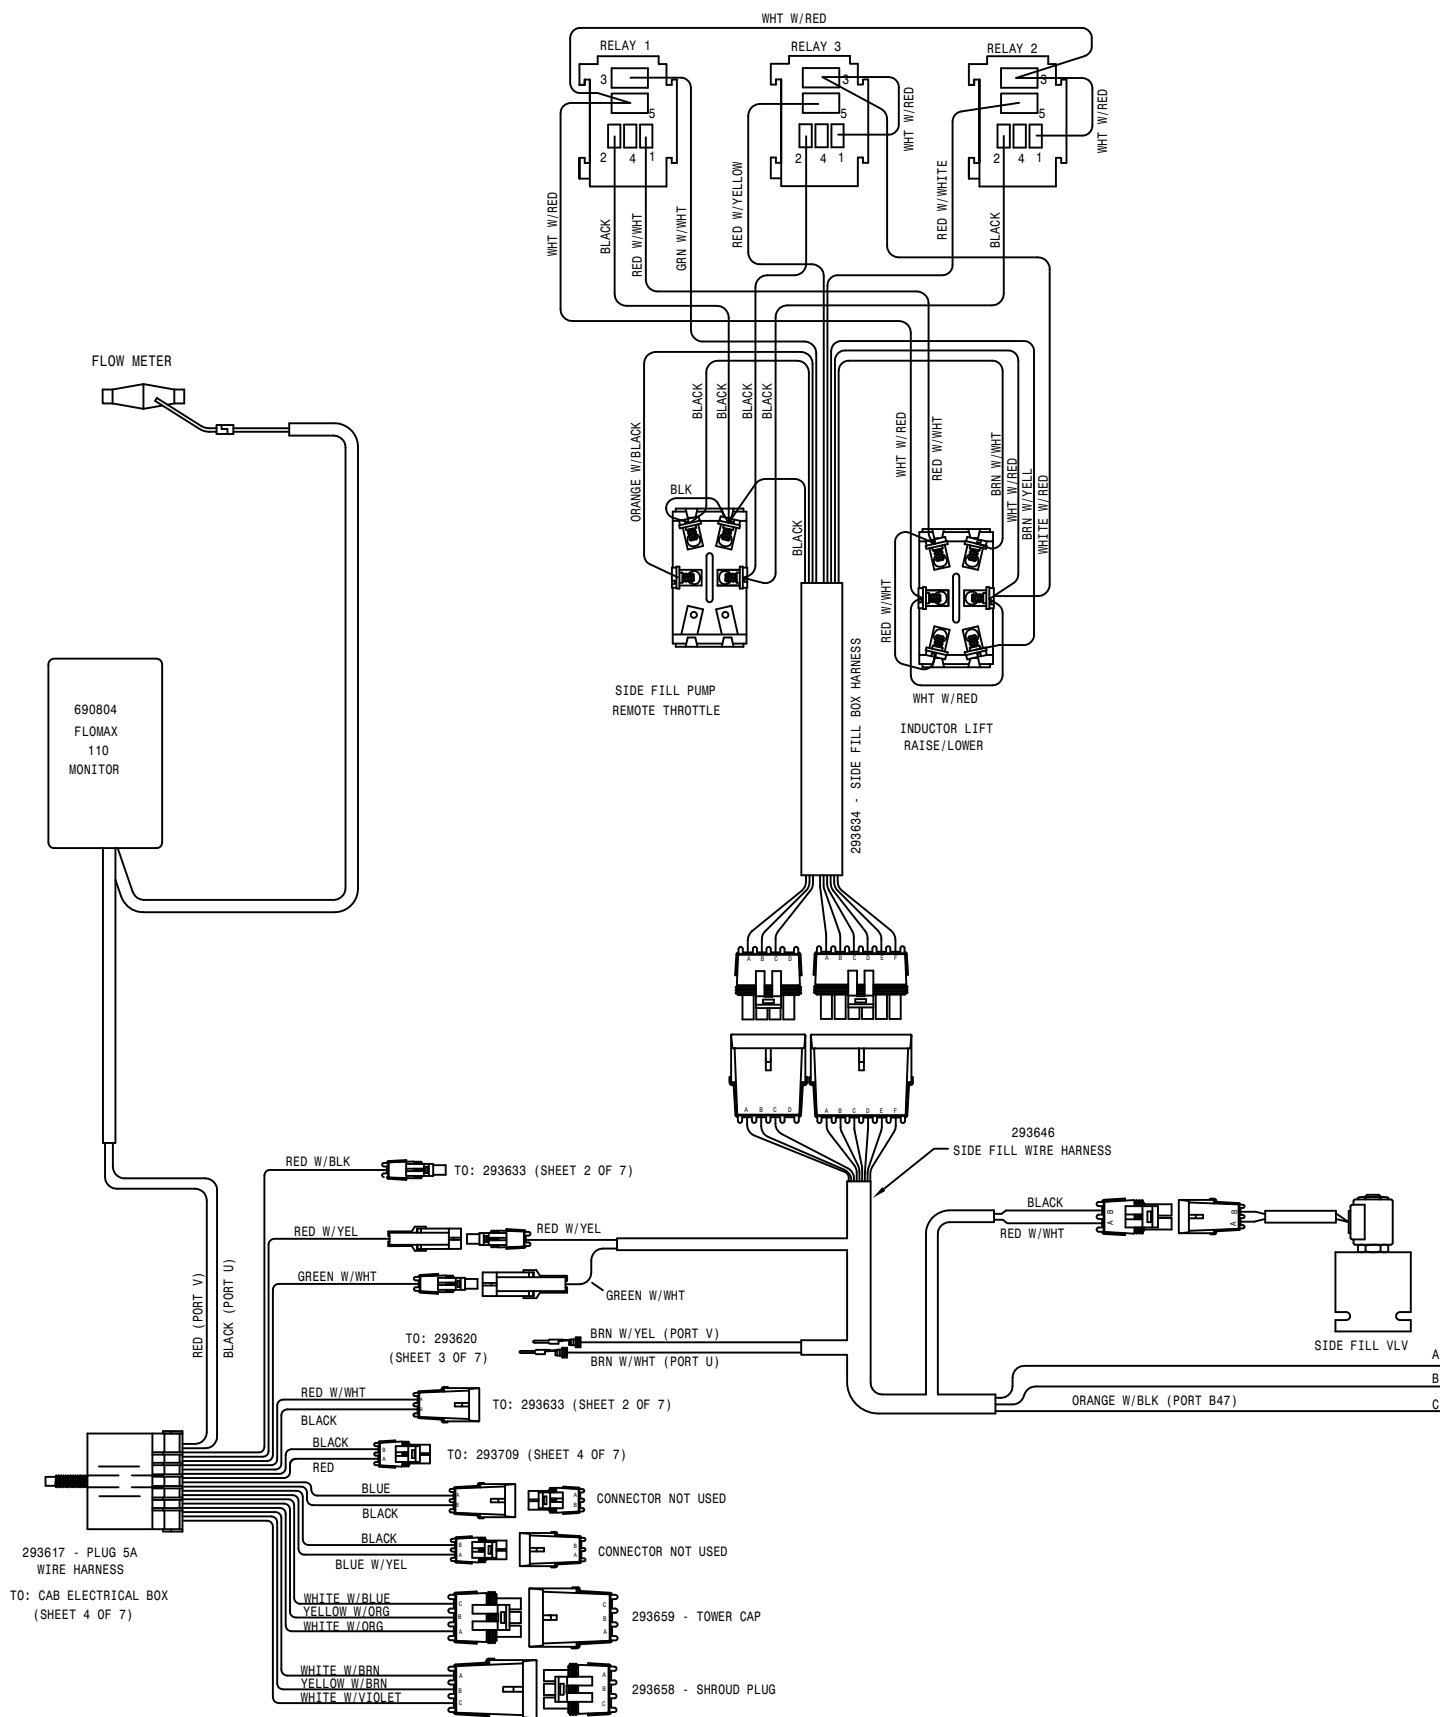 WHT W/RED
RELAY 1
RELAY 3
RELAY 2
3
5
2 4 1
3
5
2 4 1
3
5
2 4 1
WHT W/RED
WHT W/RED
WHT W/RED
BLACK
RED W/WHT
GRN W/WHT
RED W/YELLOW
RED W/WHITE
BLACK
FLOW METER
ORANGE W/BLACK
BLACK
BLACK
BLACK
BLACK
BLK
BLACK
WHT W/RED
RED W/WHT
BRN W/WHT
WHT W/RED
BRN W/YELL
WHITE W/RED
RED W/WHT
WHT W/RED
SIDE FILL PUMP
REMOTE THROTTLE
INDUCTOR LIFT
RAISE/LOWER
293634 - SIDE FILL BOX HARNESS
690804
FLOMAX
110
MONITOR
A B C D
A B C D E F
A B C D
A B C D E F
293646
SIDE FILL WIRE HARNESS
RED W/BLK
TO: 293633 (SHEET 2 OF 7)
RED W/YEL
RED W/YEL
GREEN W/WHT
GREEN W/WHT
BLACK
RED W/WHT
B
A
B
A
SIDE FILL VLV
RED (PORT V)
BLACK (PORT U)
TO: 293620
(SHEET 3 OF 7)
BRN W/YEL (PORT V)
BRN W/WHT (PORT U)
A
B
C
ORANGE W/BLK (PORT B47)
RED W/WHT
BLACK
TO: 293633 (SHEET 2 OF 7)
BLACK
RED
B
A
TO: 293709 (SHEET 4 OF 7)
BLUE
BLACK
A
B
A
B
CONNECTOR NOT USED
BLACK
BLUE W/YEL
B
A
B
A
CONNECTOR NOT USED
293617 - PLUG 5A
WIRE HARNESS
TO: CAB ELECTRICAL BOX
(SHEET 4 OF 7)
WHITE W/BLUE
YELLOW W/ORG
WHITE W/ORG
C
B
A
C
B
A
293659 - TOWER CAP
WHITE W/BRN
YELLOW W/BRN
WHITE W/VIOLET
A
B
C
A
B
C
293658 - SHROUD PLUG